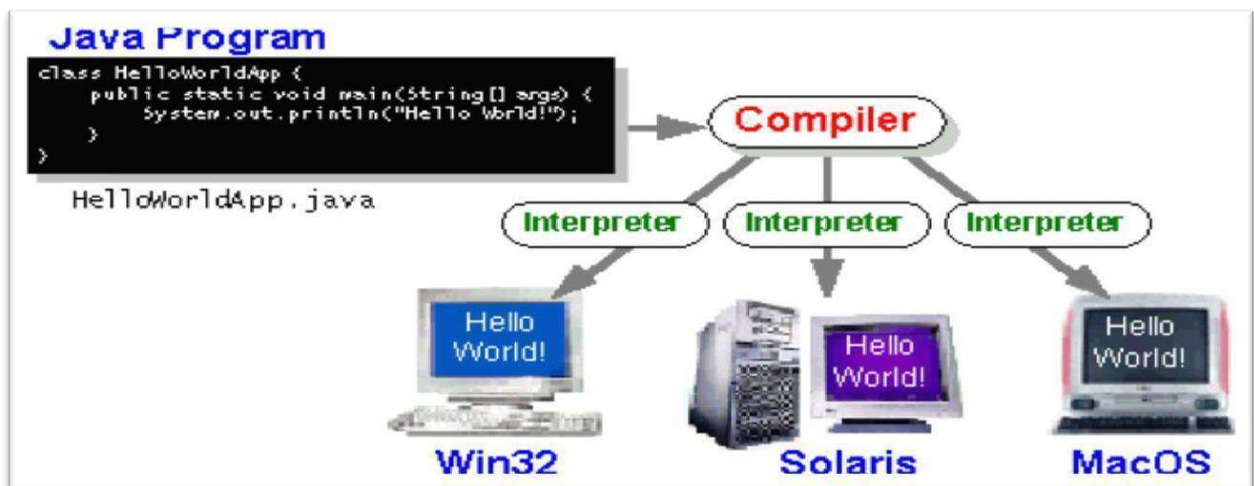 Java Program
class HelloWorldApp {
public static void main(String[] args) {
System.out.println("Hello World!");
}
}
HelloWorldApp.java
Compiler
Interpreter
Interpreter
Interpreter
Hello
World!
Hello
World!
Hello
World!
Win32
Solaris
MacOS